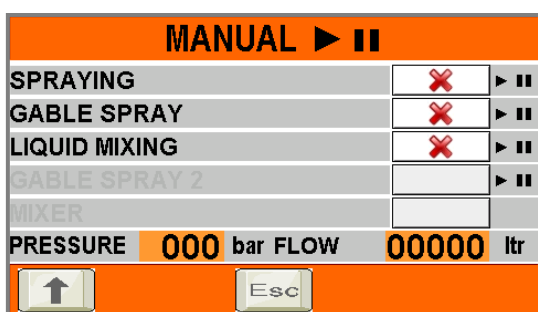 MANUAL
SPRAYING
GABLE SPRAY
LIQUID MIXING
GABLE SPRAY 2
MIXER
PRESSURE 000 bar FLOW 00000 ltr
Esc